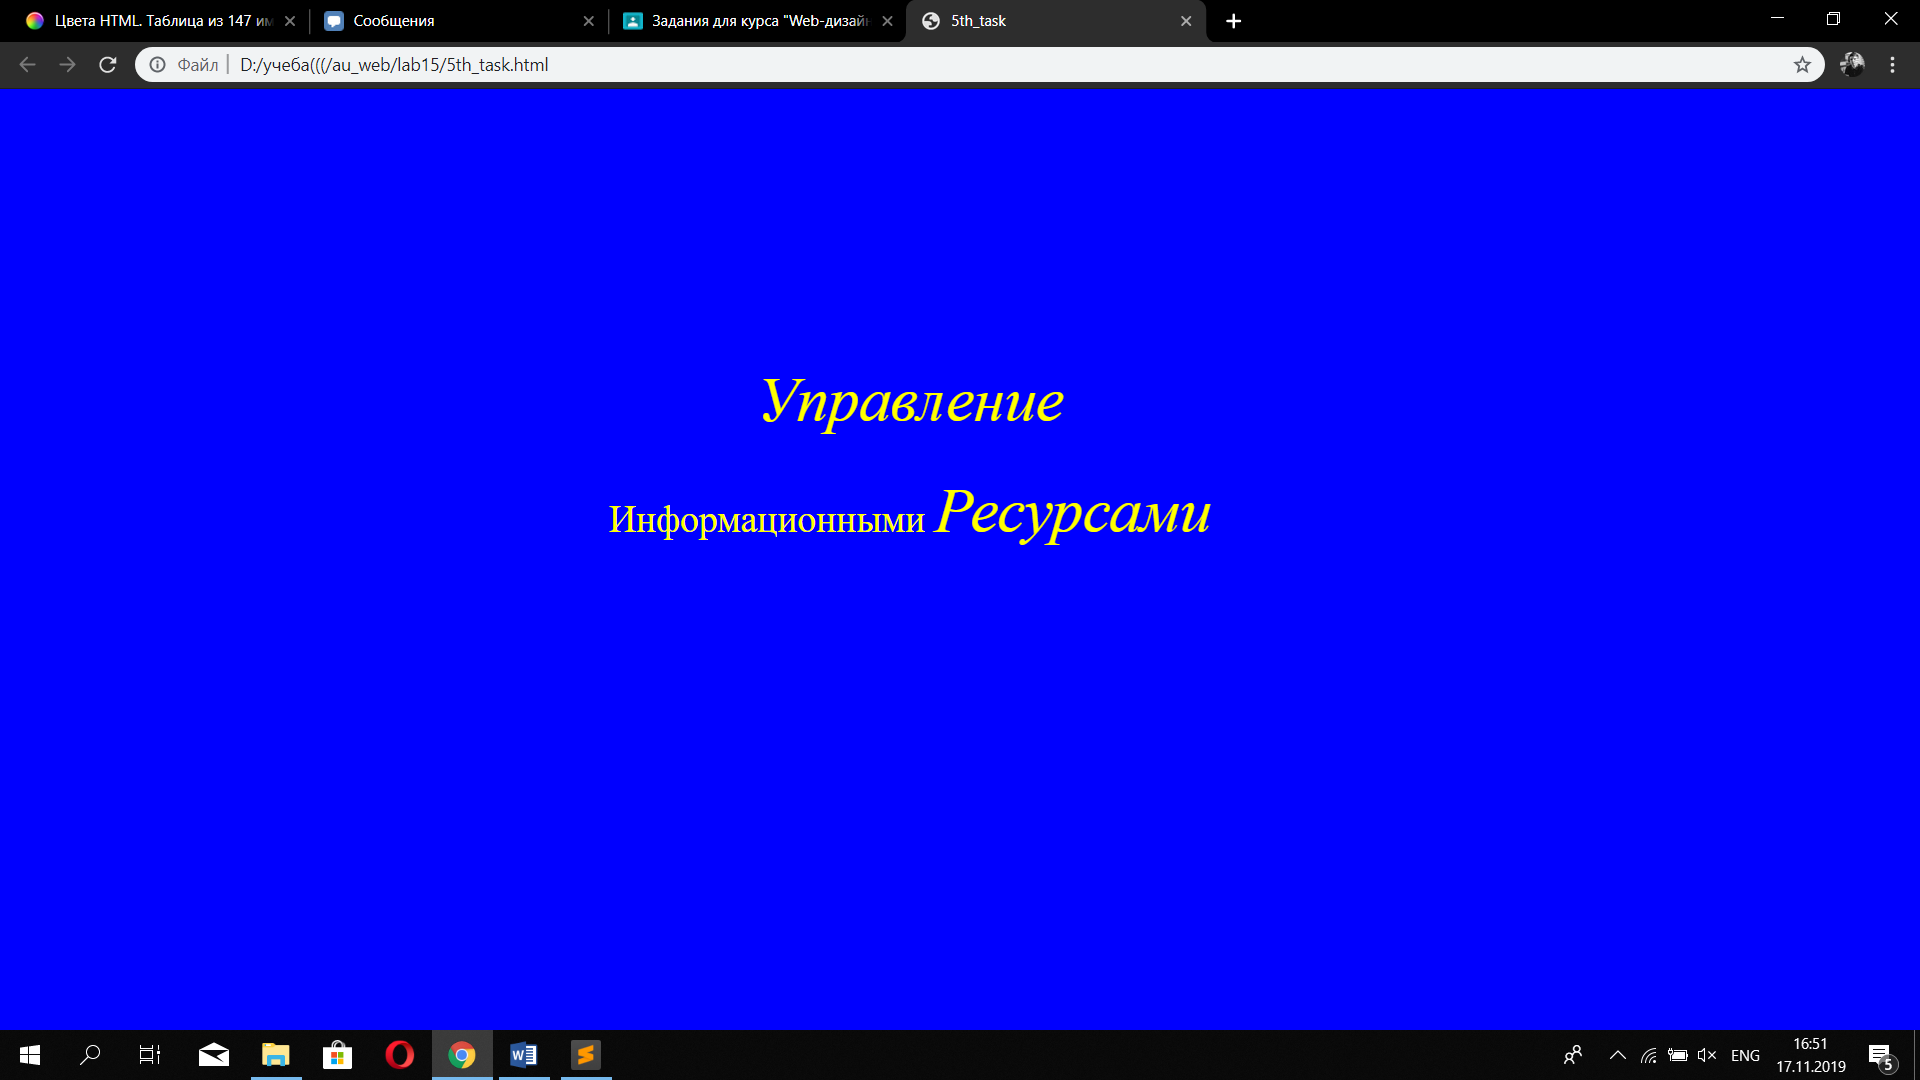 Цвета HTML. Таблица из 147 им
Сообщения
Задания для курса "Web-дизайн
5th_task
Файл
D:/учеба(((/au_web/lab15/5th_task.html
Управление
Информационными Ресурсами
ENG
16:51
17.11.2019
5